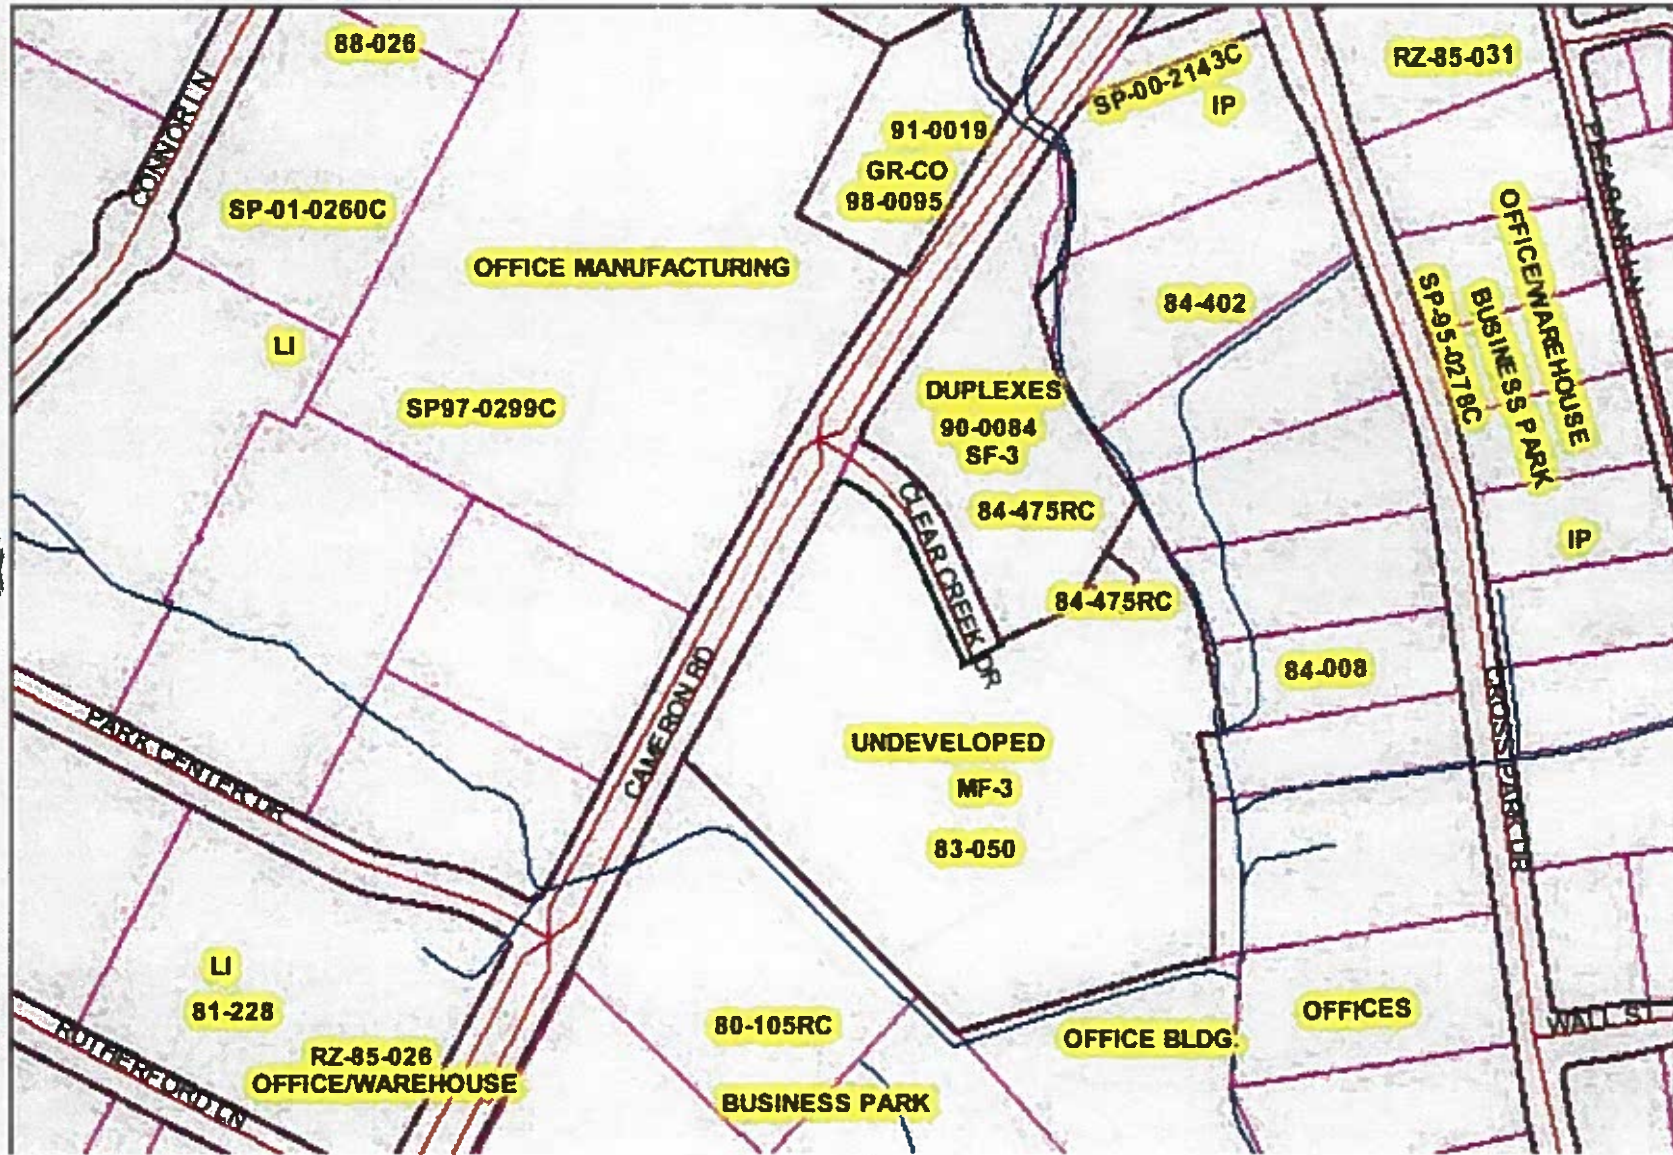 88-026
RZ-85-031
SP-00-2143C
IP
CONNOR LN
91-0019
GR-CO
98-0095
SP-01-0260C
OFFICE MANUFACTURING
84-402
OFFICE/WAREHOUSE
BUSINESS PARK
SP-95-0278C
LI
SP97-0299C
DUPLEXES
90-0084
SF-3
84-475RC
CLEAR CREEK DR
IP
84-475RC
84-008
CAMERON RD
PARK CENTER DR
UNDEVELOPED
MF-3
83-050
CROSS PARK DR
LI
81-228
80-105RC
OFFICES
OFFICE BLDG.
WALL ST
RUTHERFORD LN
RZ-85-026
OFFICE/WAREHOUSE
BUSINESS PARK